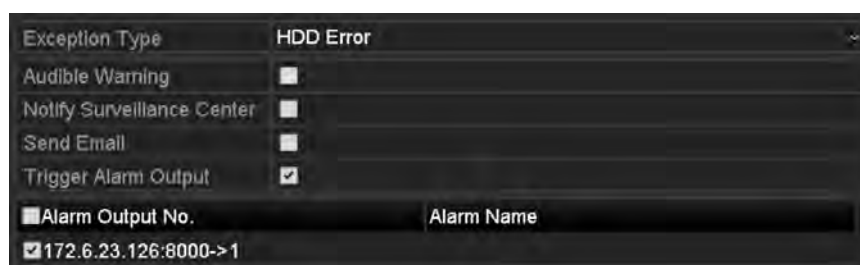 Exception Type HDD Error
Audible Warning
Notify Surveillance Center
Send Email
Trigger Alarm Output
Alarm Output No. Alarm Name
172.6.23.126:8000->1